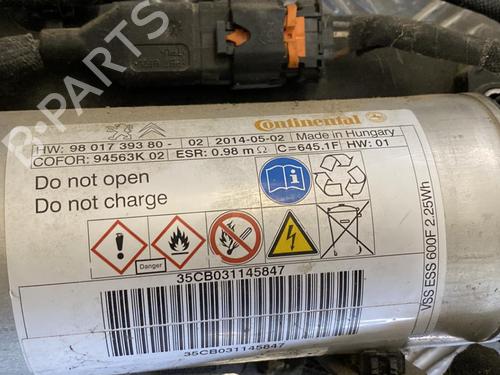 B-PARTS
Continental
HW: 98 017 393 80 - 02 2014-05-02 Made in Hungary
COFOR: 94563K 02 ESR: 0.98 mΩ C=645.1F HW: 01
Do not open
Do not charge
Danger
35CB031145847
35CB031145847
VSS ESS 600F 2.25Wh